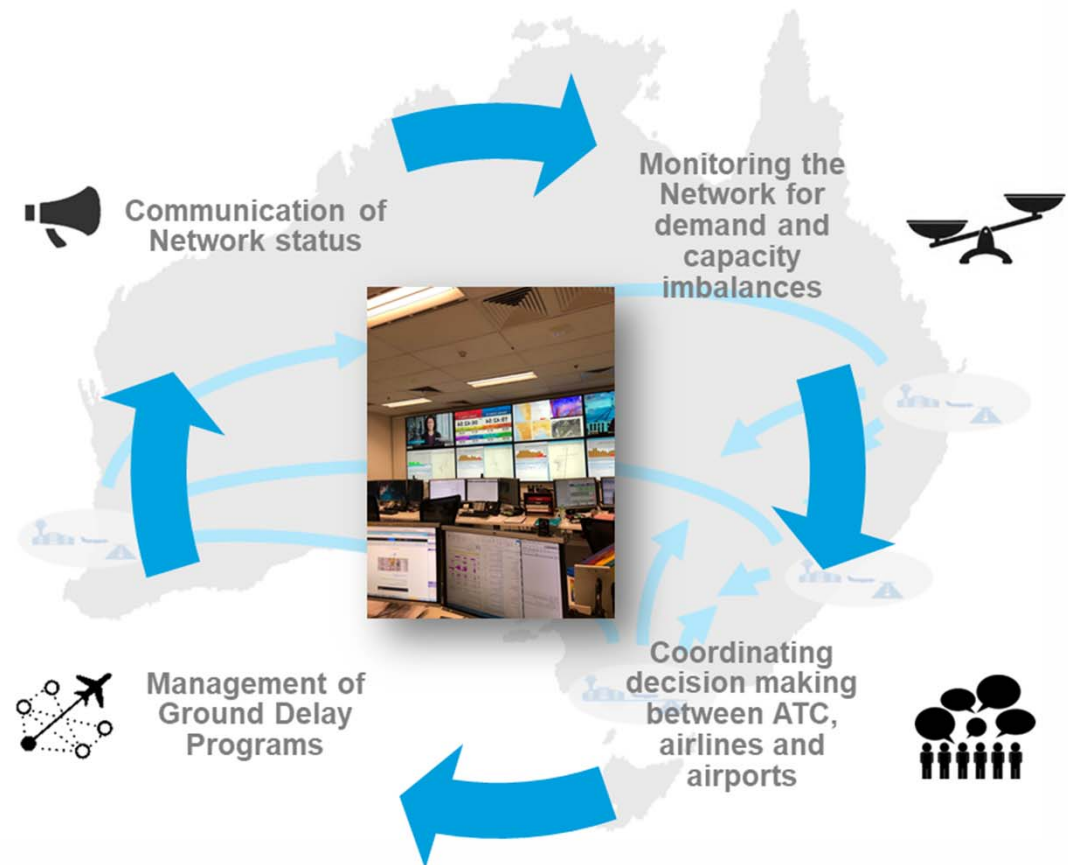 Communication of
Network status
Monitoring the
Network for
demand and
capacity
imbalances
Coordinating
decision making
between ATC,
airlines and
airports
Management of
Ground Delay
Programs